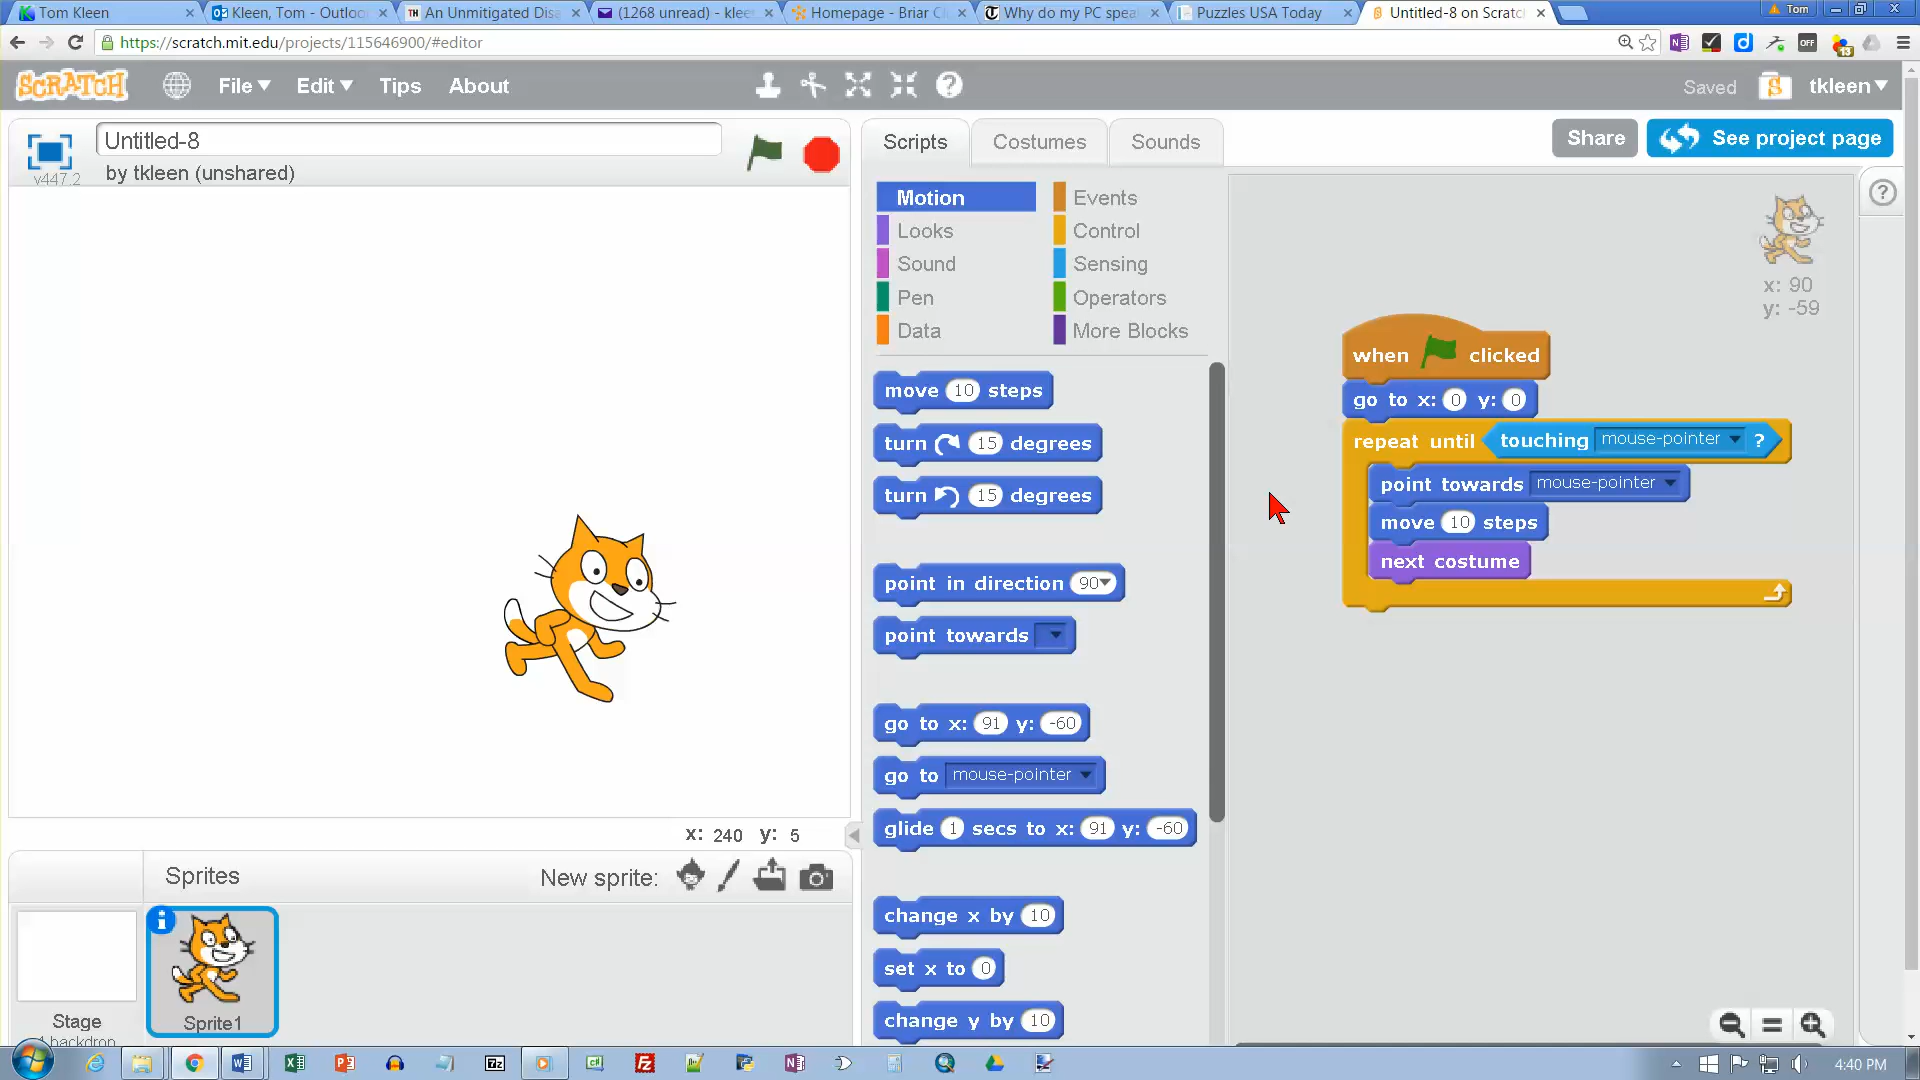 Tom Kleen
Kleen, Tom - Outloo
An Unmitigated Disa
(1268 unread) - klee
Homepage - Briar Cl
Why do my PC spea
Puzzles USA Today
Untitled-8 on Scratc
Tom
https://scratch.mit.edu/projects/115646900/#editor
OFF
13
SCRATCH
File
Edit
Tips
About
Saved
tkleen
Untitled-8
by tkleen (unshared)
v447.2
Scripts
Costumes
Sounds
Share
See project page
Motion
Events
Looks
Control
Sound
Sensing
Pen
Operators
Data
More Blocks
x: 90
y: -59
move 10 steps
turn 15 degrees
turn 15 degrees
point in direction 90
point towards
go to x: 91 y: -60
go to mouse-pointer
glide 1 secs to x: 91 y: -60
change x by 10
set x to 0
change y by 10
when clicked
go to x: 0 y: 0
repeat until touching mouse-pointer ?
point towards mouse-pointer
move 10 steps
next costume
x: 240 y: 5
Sprites
New sprite:
Stage
1 backdrop
Sprite1
4:40 PM